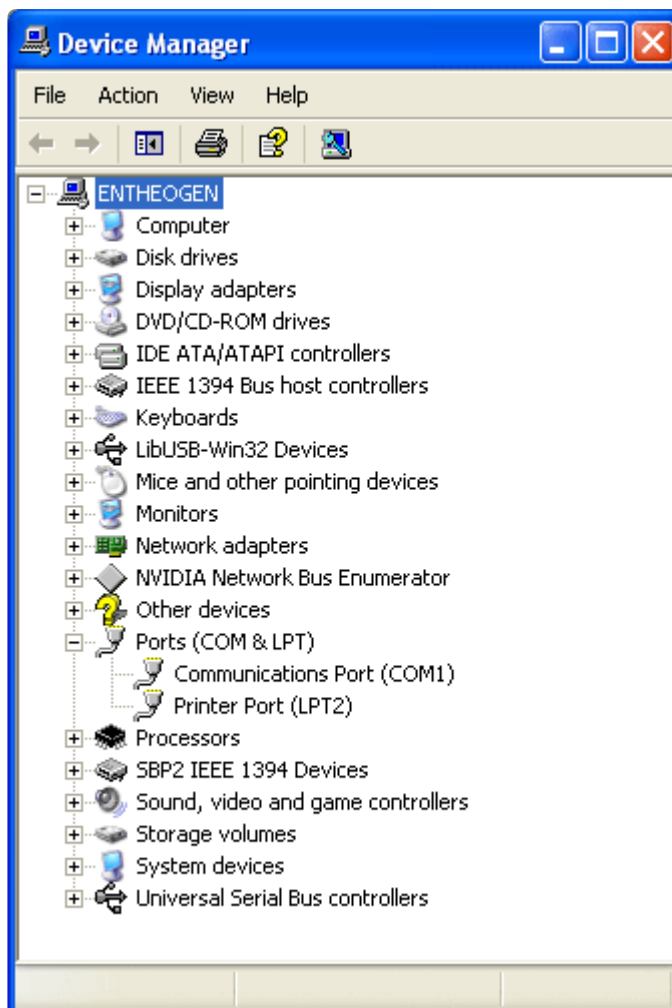 Device Manager
File Action View Help
ENTHEOGEN
Computer
Disk drives
Display adapters
DVD/CD-ROM drives
IDE ATA/ATAPI controllers
IEEE 1394 Bus host controllers
Keyboards
LibUSB-Win32 Devices
Mice and other pointing devices
Monitors
Network adapters
NVIDIA Network Bus Enumerator
Other devices
Ports (COM & LPT)
Communications Port (COM1)
Printer Port (LPT2)
Processors
SBP2 IEEE 1394 Devices
Sound, video and game controllers
Storage volumes
System devices
Universal Serial Bus controllers